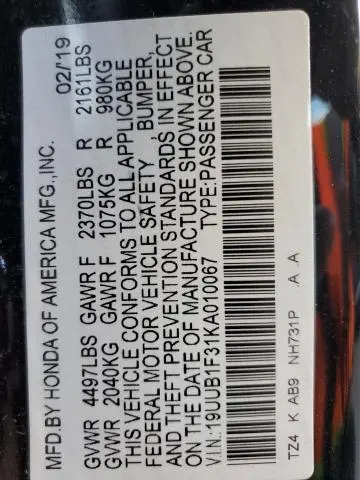 MFD.BY HONDA OF AMERICA MFG.,INC. 02/'19
GVWR 4497LBS GAWR F 2370LBS R 2161LBS
GVWR 2040KG GAWR F 1075KG R 980KG
THIS VEHICLE CONFORMS TO ALL APPLICABLE
FEDERAL MOTOR VEHICLE SAFETY, BUMPER,
AND THEFT PREVENTION STANDARDS IN EFFECT
ON THE DATE OF MANUFACTURE SHOWN ABOVE.
V.I.N.:19UUB1F31KA010067 TYPE:PASSENGER CAR
TZ4 K AB9 NH731P A A